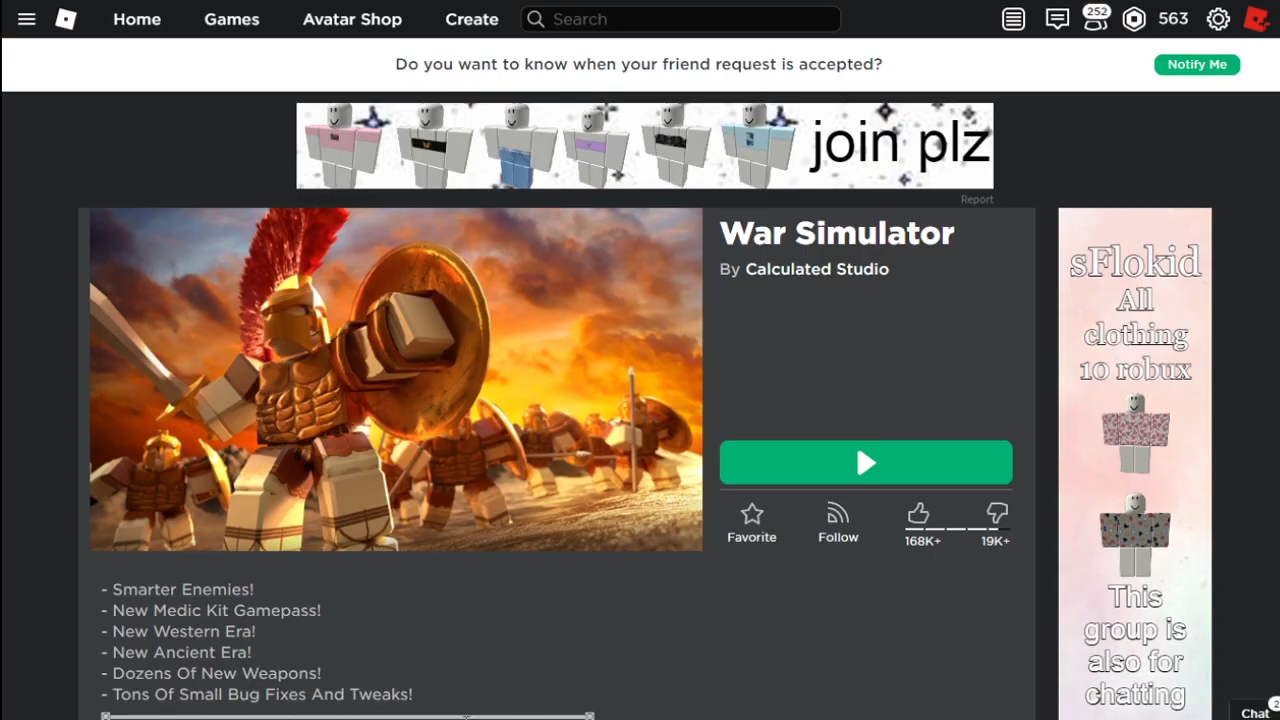 Home Games Avatar Shop Create Search 252 563
Do you want to know when your friend request is accepted? Notify Me
join plz
Report
War Simulator
By Calculated Studio
Favorite Follow 168K+ 19K+
- Smarter Enemies!
- New Medic Kit Gamepass!
- New Western Era!
- New Ancient Era!
- Dozens Of New Weapons!
- Tons Of Small Bug Fixes And Tweaks!
sFlokid
All
clothing
10 robux
This
group is
also for
chatting
Chat